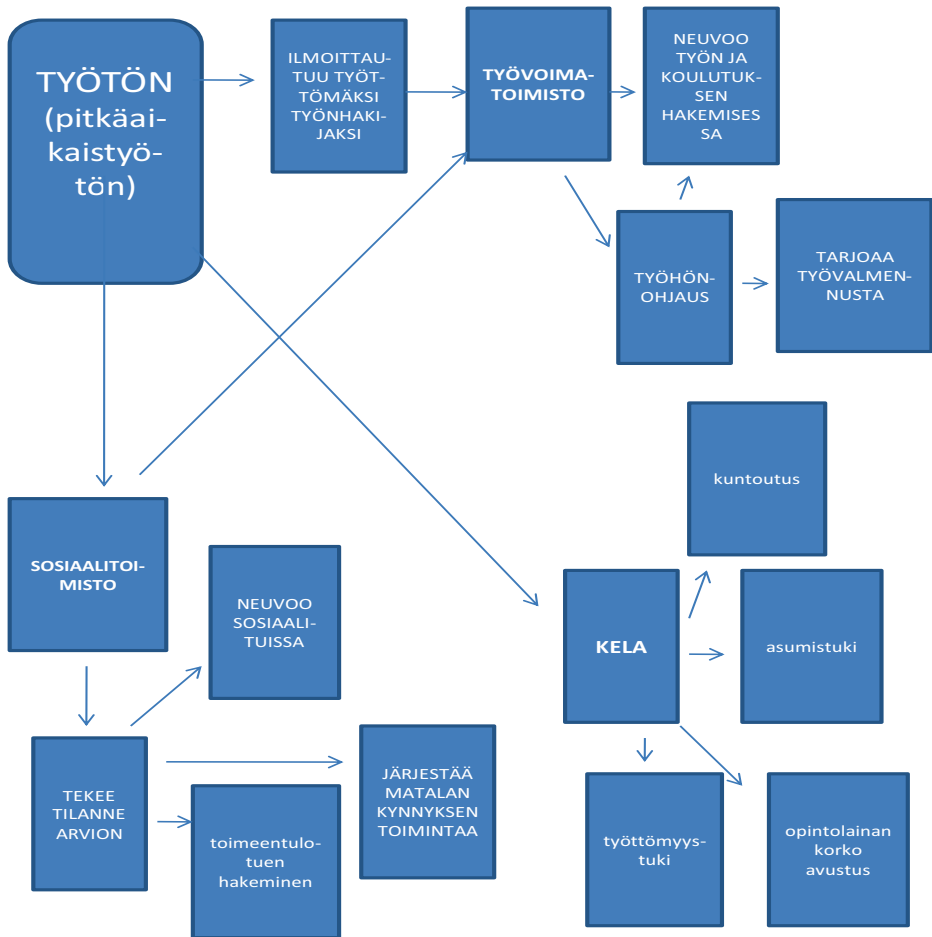 TYÖTÖN
(pitkäai-
kaistyö-
tön)
ILMOITTAU-
TUU TYÖT-
TÖMÄKSI
TYÖNHAKI-
JAKSI
TYÖVOIMA-
TOIMISTO
NEUVOO
TYÖN JA
KOULUTUK-
SEN
HAKEMISES
SA
TYÖHÖN-
OHJAUS
TARJOAA
TYÖVALMEN-
NUSTA
kuntoutus
SOSIAALITOI-
MISTO
NEUVOO
SOSIAALI-
TUISSA
KELA
asumistuki
TEKEE
TILANNE
ARVION
toimeentulo-
tuen
hakeminen
JÄRJESTÄÄ
MATALAN
KYNNYKSEN
TOIMINTAA
työttömyys-
tuki
opintolainan
korko
avustus